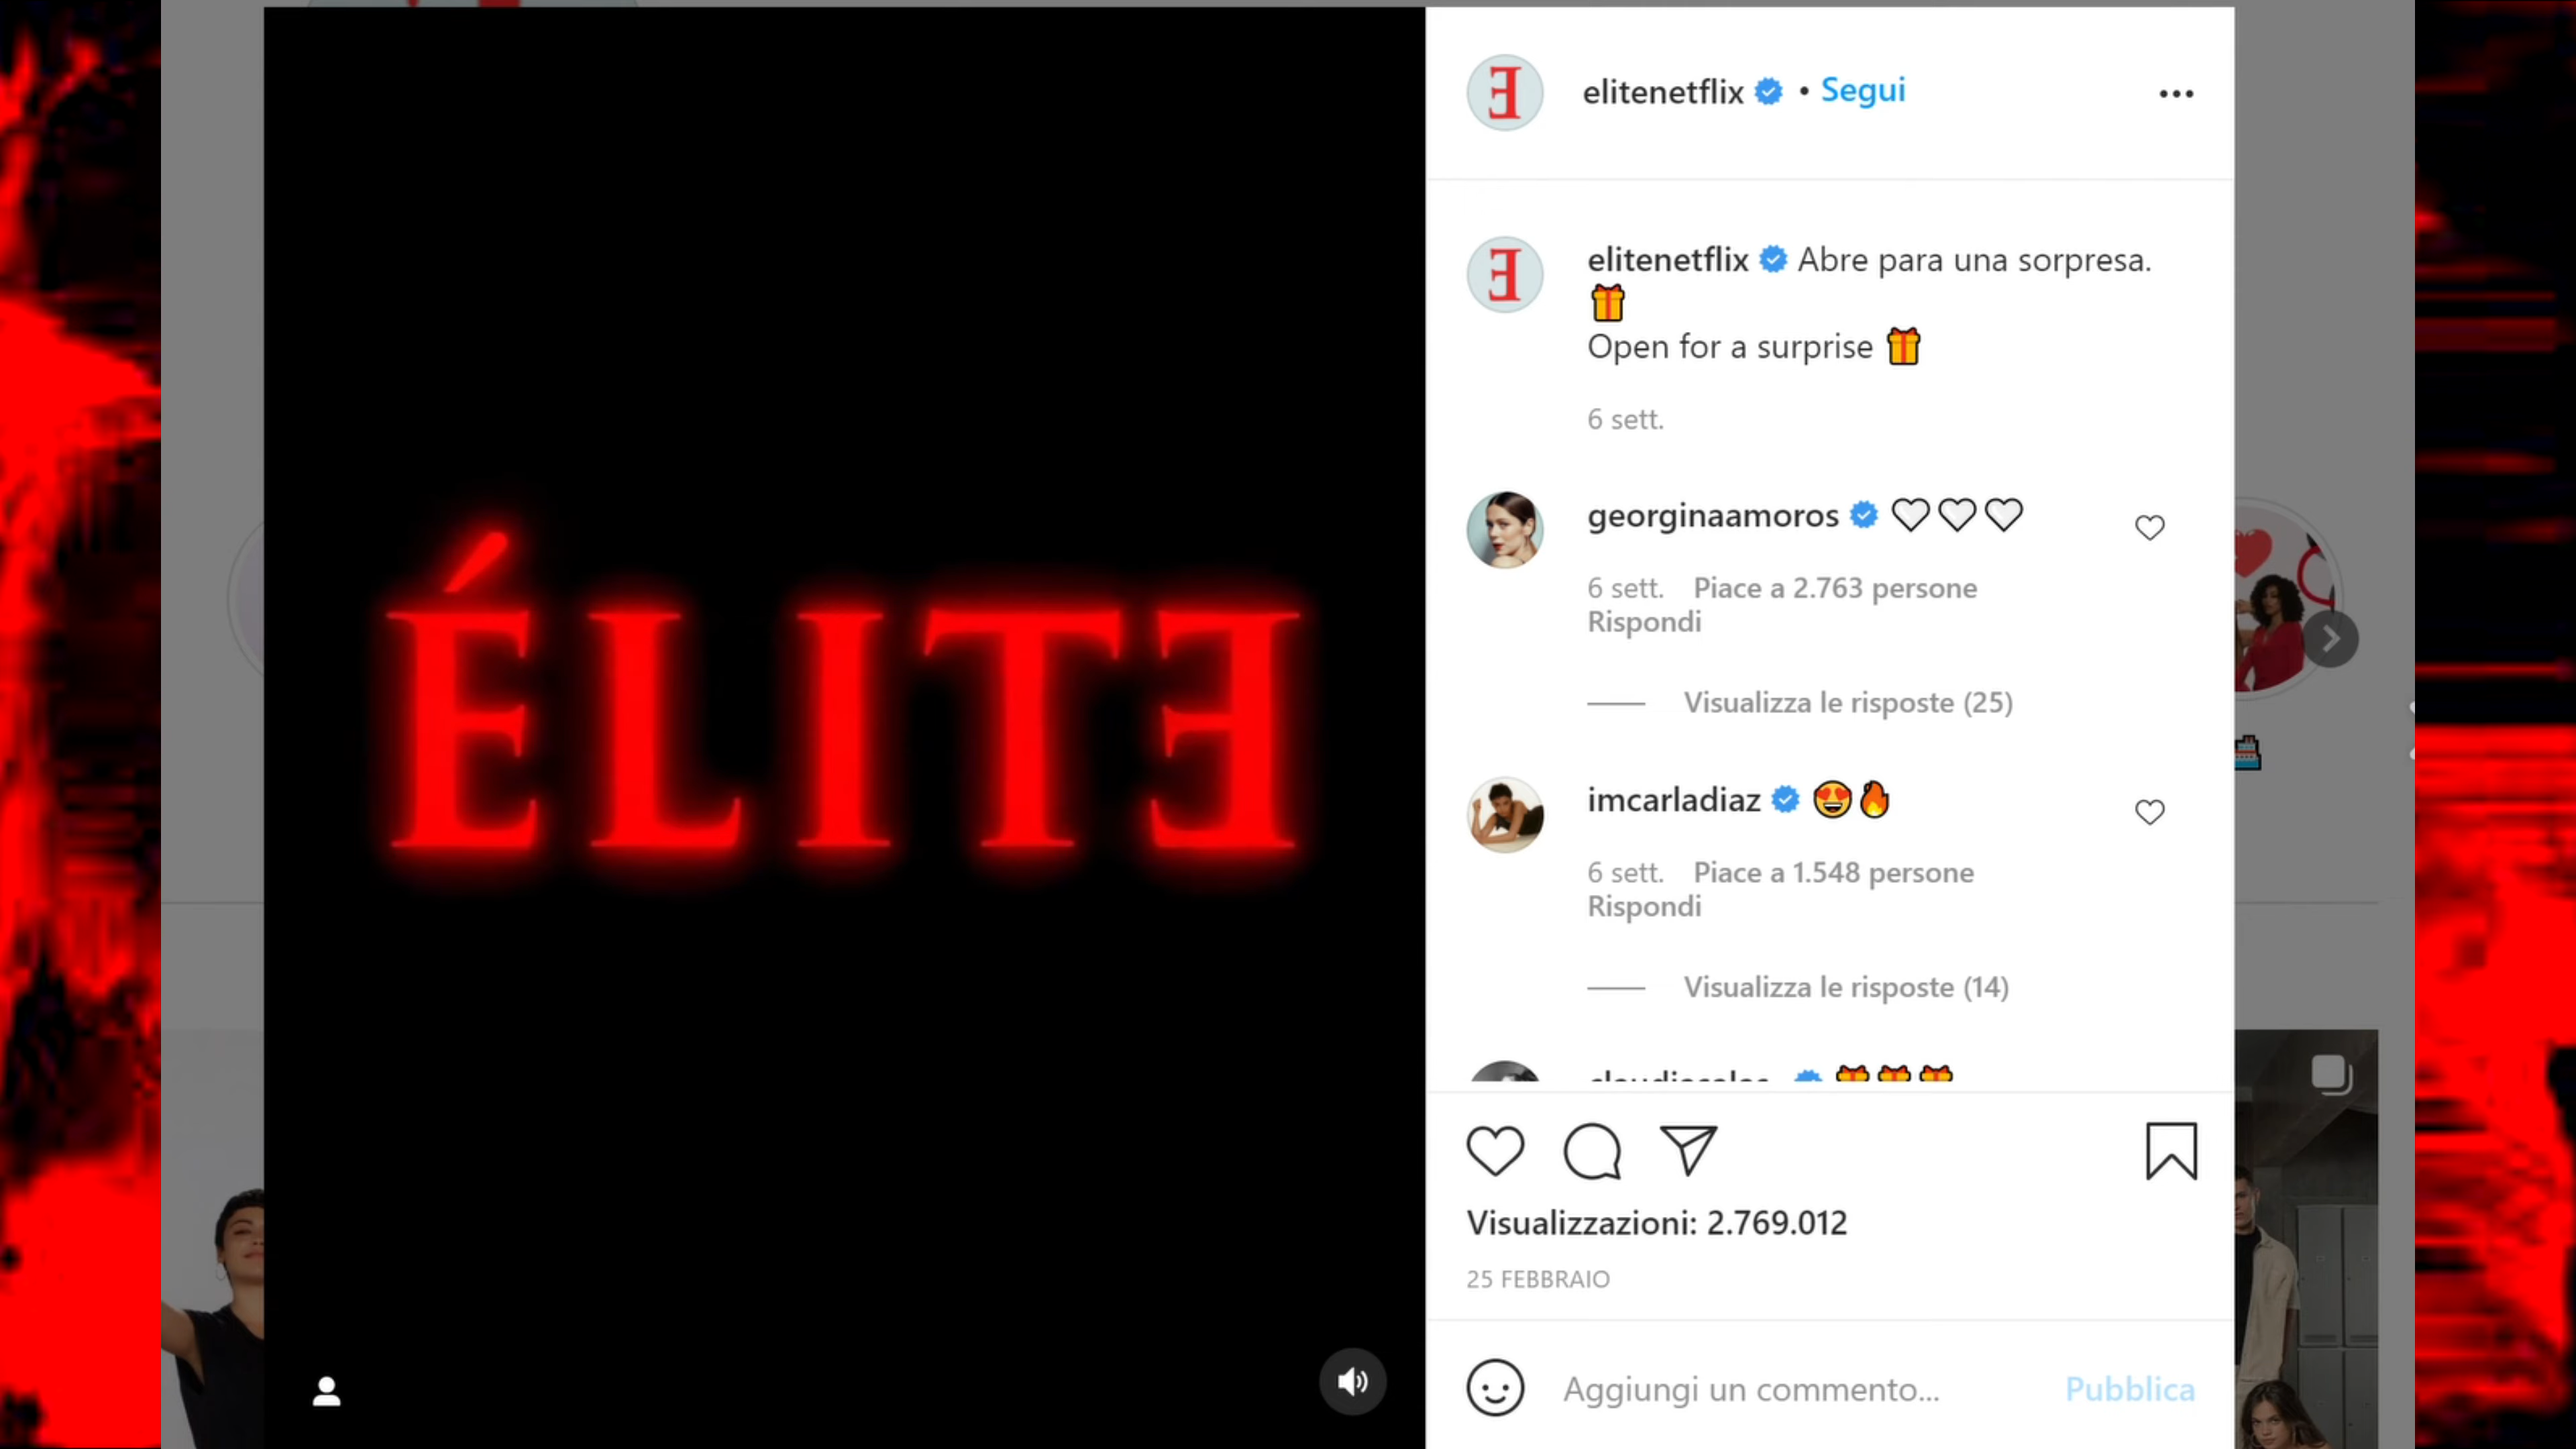 ÉLITE
elitenetflix • Segui
elitenetflix Abre para una sorpresa.
Open for a surprise
6 sett.
georginaamoros
6 sett. Piace a 2.763 persone
Rispondi
Visualizza le risposte (25)
imcarladiaz
6 sett. Piace a 1.548 persone
Rispondi
Visualizza le risposte (14)
Visualizzazioni: 2.769.012
25 FEBBRAIO
Aggiungi un commento... Pubblica